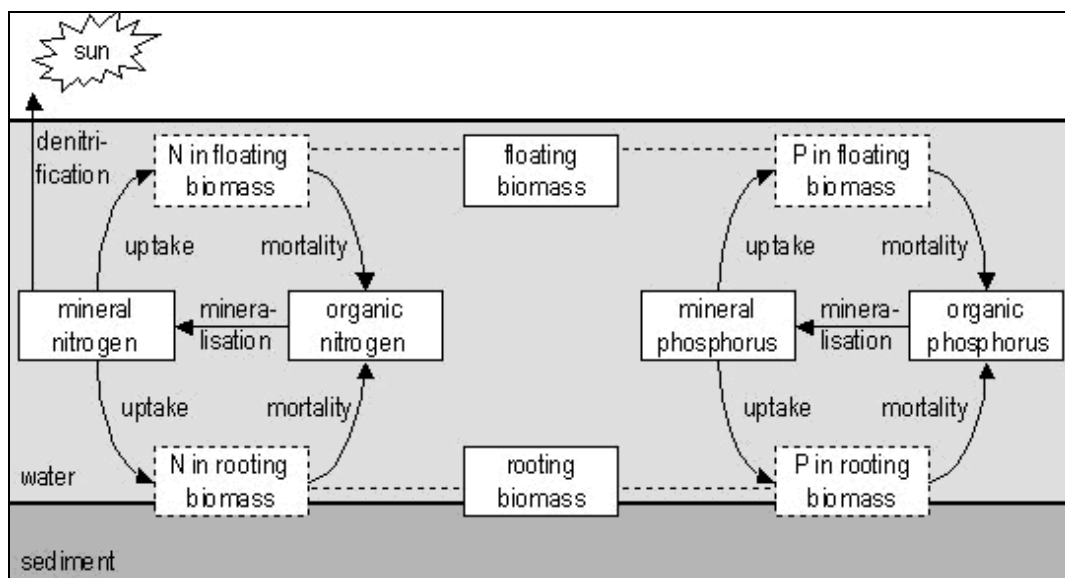 sun
denitri-
fication
N in floating
biomass
floating
biomass
P in floating
biomass
uptake
mortality
uptake
mortality
mineral
nitrogen
minera-
lisation
organic
nitrogen
mineral
phosphorus
minera-
lisation
organic
phosphorus
uptake
mortality
uptake
mortality
water
N in rooting
biomass
rooting
biomass
P in rooting
biomass
sediment